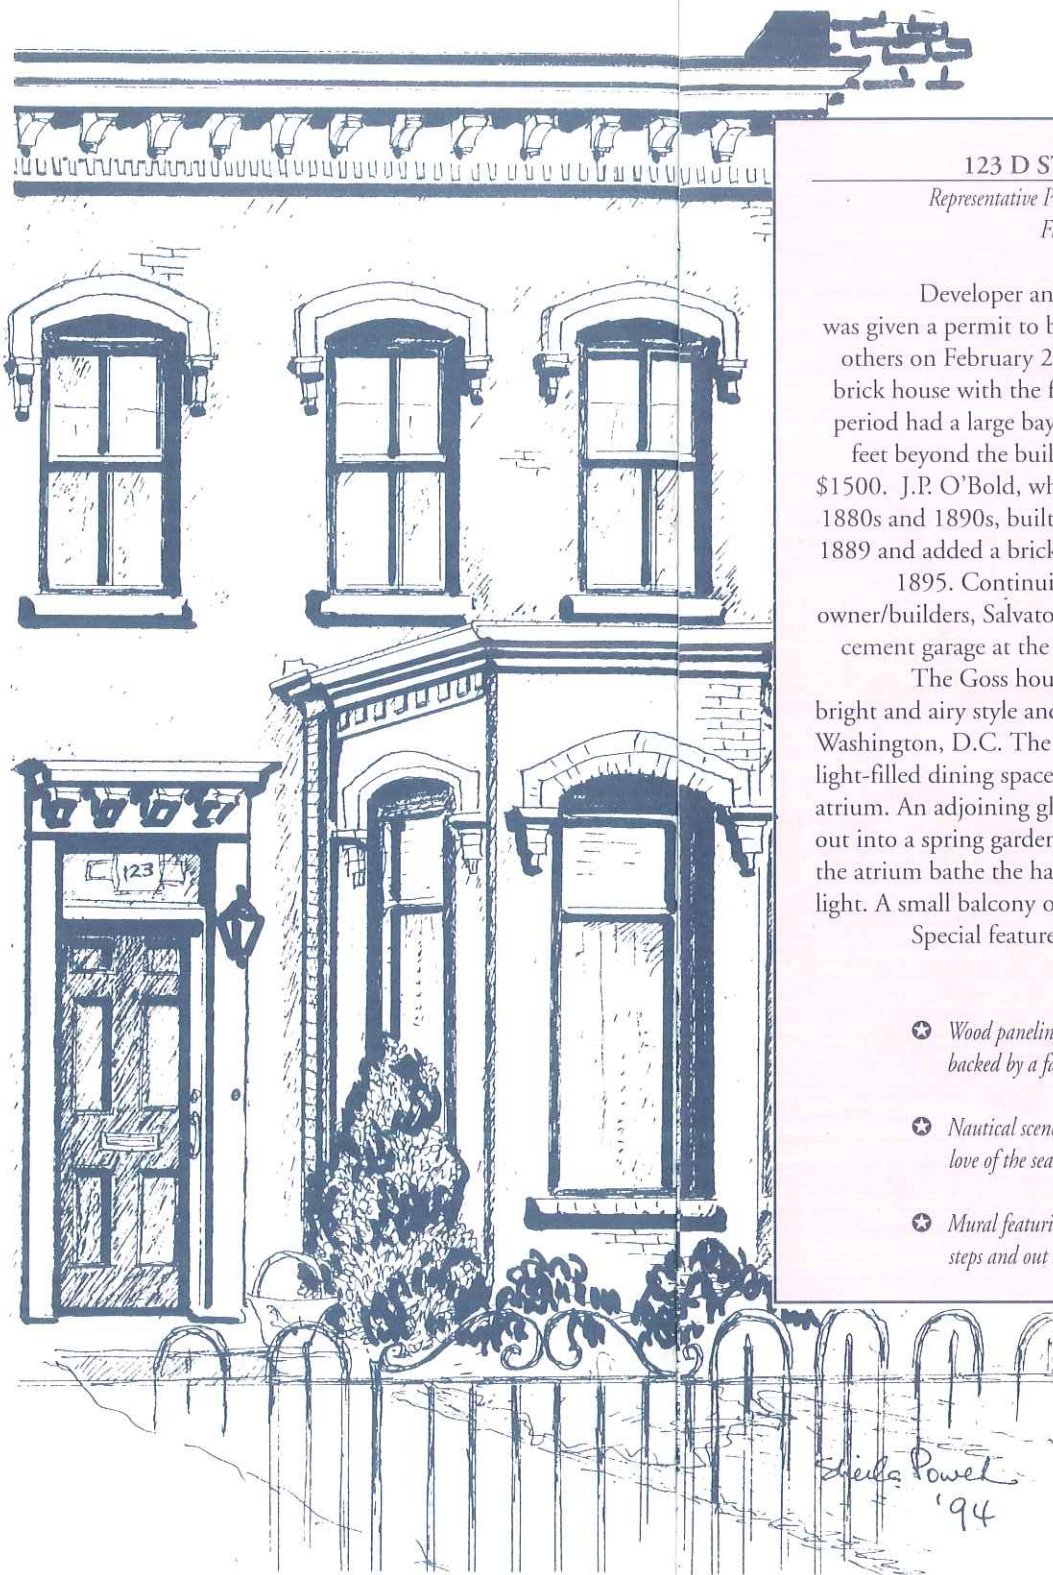 123
123 D ST
Representative P
F
Developer an
was given a permit to b
others on February 2
brick house with the f
period had a large bay
feet beyond the buil
$1500. J.P. O'Bold, wh
1880s and 1890s, built
1889 and added a brick
1895. Continui
owner/builders, Salvato
cement garage at the
The Goss hou
bright and airy style and
Washington, D.C. The
light-filled dining space
atrium. An adjoining gl
out into a spring garden
the atrium bathe the ha
light. A small balcony o
Special feature
Wood panelin
backed by a fa
Nautical scen
love of the sea
Mural featuri
steps and out
Sheila Powell
'94